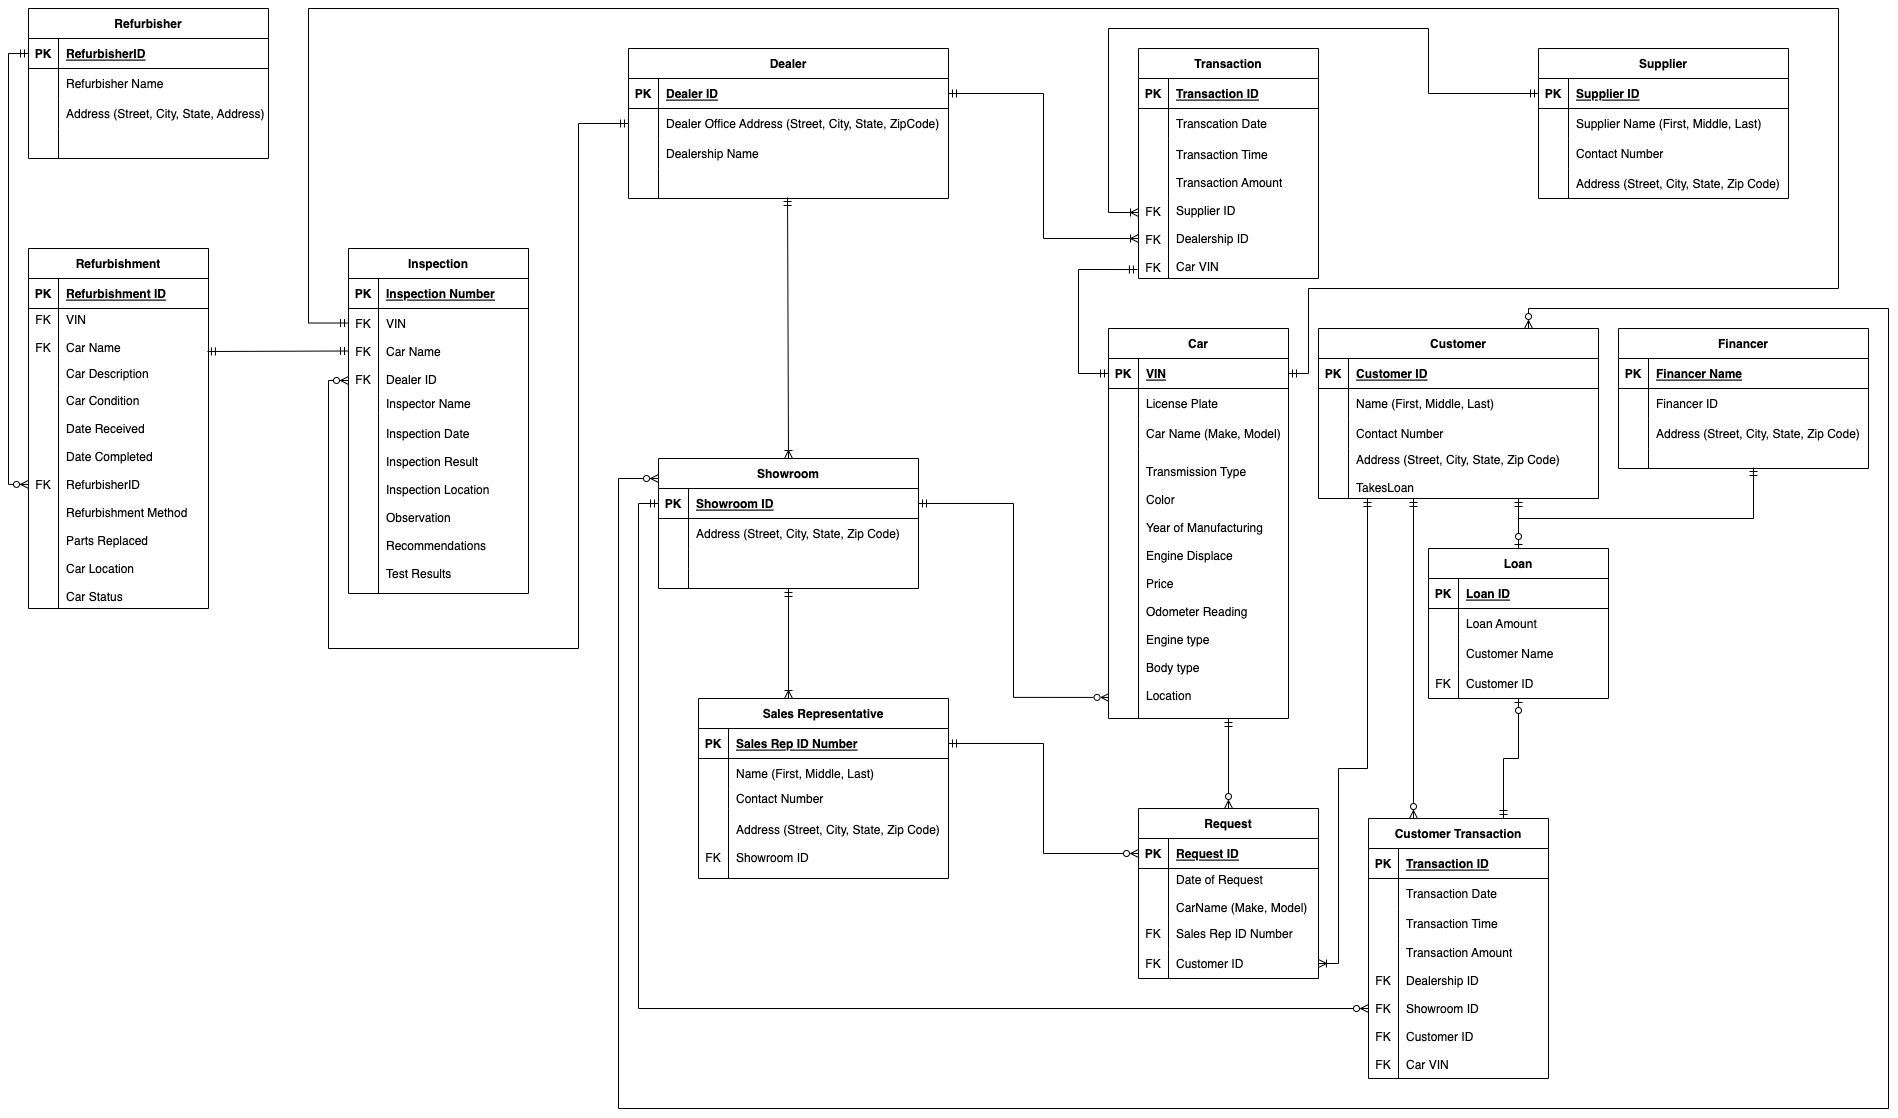 Refurbisher
PK RefurbisherID
Refurbisher Name
Address (Street, City, State, Address)
Dealer
PK Dealer ID
Dealer Office Address (Street, City, State, ZipCode)
Dealership Name
Transaction
PK Transaction ID
Transcation Date
Transaction Time
Transaction Amount
FK Supplier ID
FK Dealership ID
FK Car VIN
Supplier
PK Supplier ID
Supplier Name (First, Middle, Last)
Contact Number
Address (Street, City, State, Zip Code)
Refurbishment
PK Refurbishment ID
FK VIN
FK Car Name
Car Description
Car Condition
Date Received
Date Completed
FK RefurbisherID
Refurbishment Method
Parts Replaced
Car Location
Car Status
Inspection
PK Inspection Number
FK VIN
FK Car Name
FK Dealer ID
Inspector Name
Inspection Date
Inspection Result
Inspection Location
Observation
Recommendations
Test Results
Car
PK VIN
License Plate
Car Name (Make, Model)
Transmission Type
Color
Year of Manufacturing
Engine Displace
Price
Odometer Reading
Engine type
Body type
Location
Customer
PK Customer ID
Name (First, Middle, Last)
Contact Number
Address (Street, City, State, Zip Code)
TakesLoan
Financer
PK Financer Name
Financer ID
Address (Street, City, State, Zip Code)
Showroom
PK Showroom ID
Address (Street, City, State, Zip Code)
Loan
PK Loan ID
Loan Amount
Customer Name
FK Customer ID
Sales Representative
PK Sales Rep ID Number
Name (First, Middle, Last)
Contact Number
Address (Street, City, State, Zip Code)
FK Showroom ID
Request
PK Request ID
Date of Request
CarName (Make, Model)
FK Sales Rep ID Number
FK Customer ID
Customer Transaction
PK Transaction ID
Transaction Date
Transaction Time
Transaction Amount
FK Dealership ID
FK Showroom ID
FK Customer ID
FK Car VIN